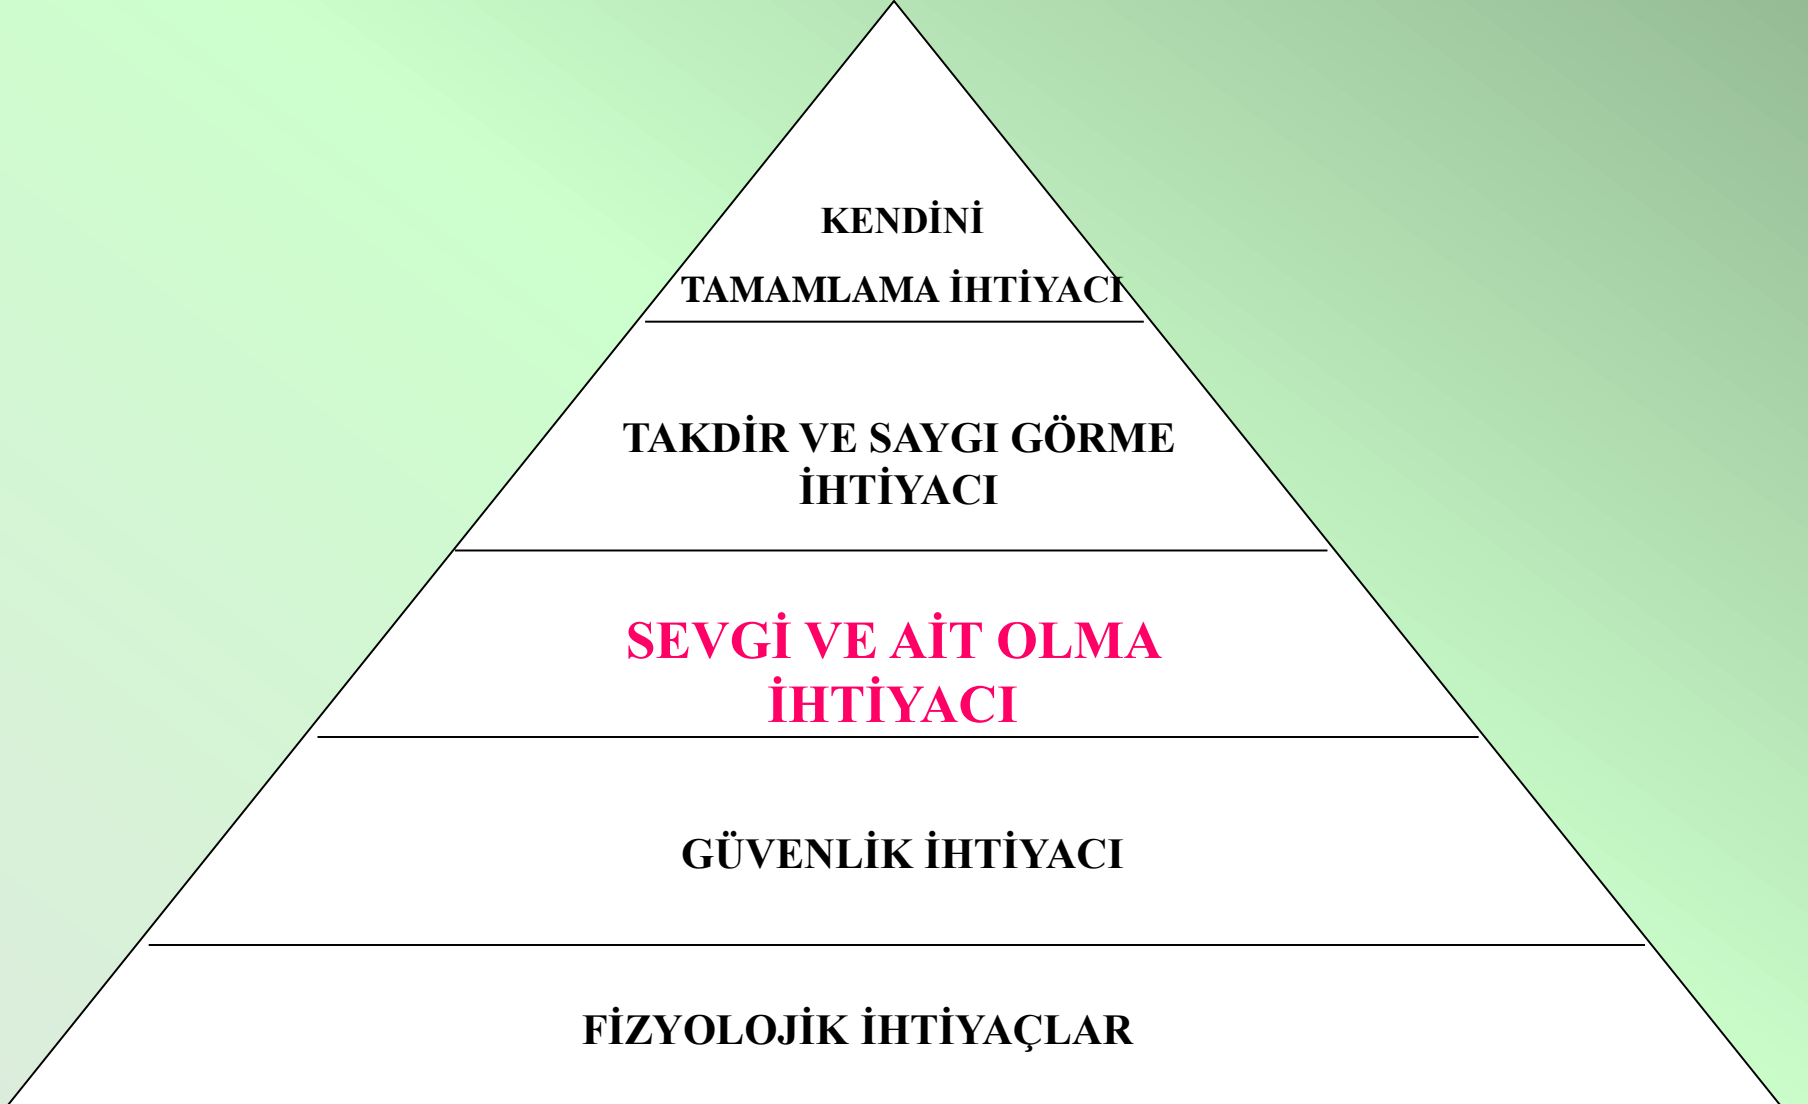 KENDİNİ
TAMAMLAMA İHTİYACI
TAKDİR VE SAYGI GÖRME
İHTİYACI
SEVGİ VE AİT OLMA
İHTİYACI
GÜVENLİK İHTİYACI
FİZYOLOJİK İHTİYAÇLAR